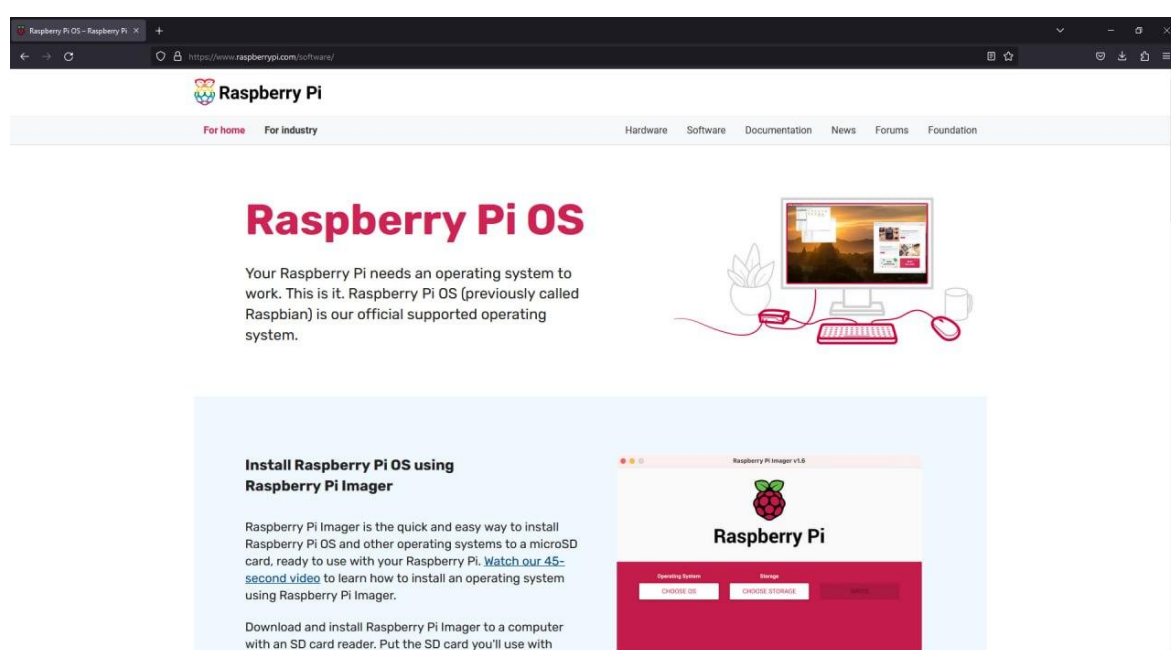 Raspberry Pi OS – Raspberry Pi
https://www.raspberrypi.com/software/
Raspberry Pi
For home For industry Hardware Software Documentation News Forums Foundation
Raspberry Pi OS
Your Raspberry Pi needs an operating system to
work. This is it. Raspberry Pi OS (previously called
Raspbian) is our official supported operating
system.
Install Raspberry Pi OS using
Raspberry Pi Imager
Raspberry Pi Imager is the quick and easy way to install
Raspberry Pi OS and other operating systems to a microSD
card, ready to use with your Raspberry Pi. Watch our 45-
second video to learn how to install an operating system
using Raspberry Pi Imager.
Download and install Raspberry Pi Imager to a computer
with an SD card reader. Put the SD card you'll use with
Raspberry Pi Imager v1.6
Raspberry Pi
Operating System Storage
CHOOSE OS CHOOSE STORAGE